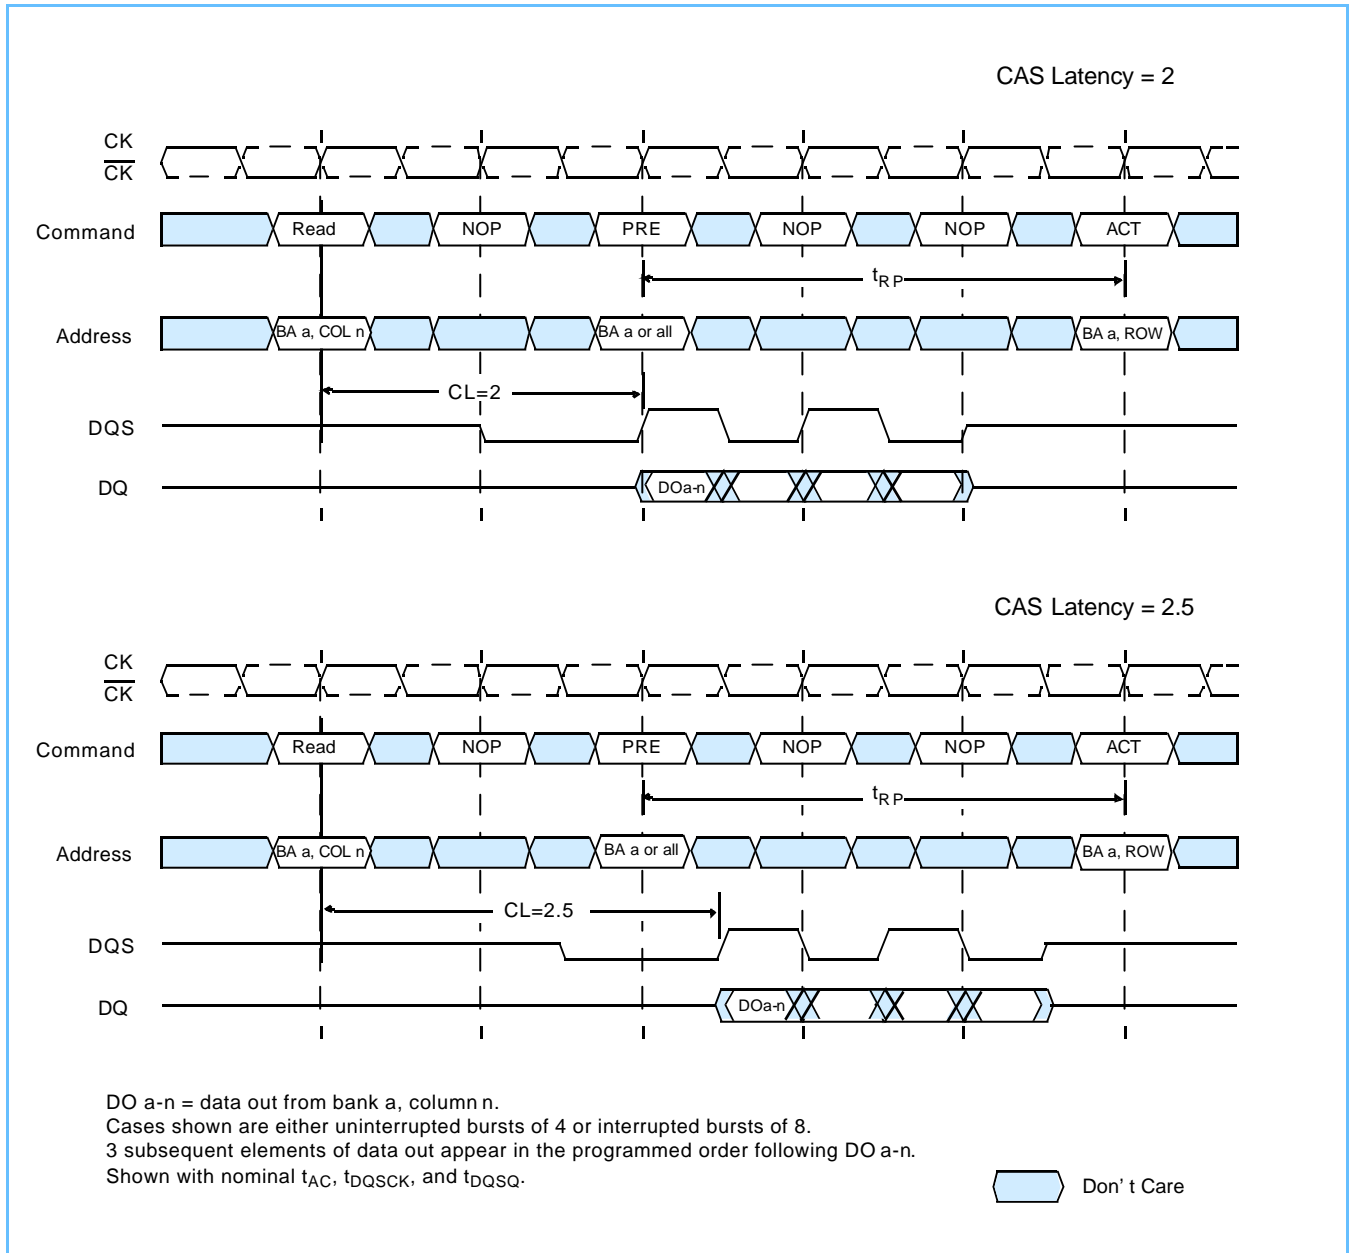 CAS Latency = 2
CK
CK
Command Read NOP PRE NOP NOP ACT
tRP
Address BA a, COL n BA a or all BA a, ROW
CL=2
DQS
DQ DOa-n
CAS Latency = 2.5
CK
CK
Command Read NOP PRE NOP NOP ACT
tRP
Address BA a, COL n BA a or all BA a, ROW
CL=2.5
DQS
DQ DOa-n
DO a-n = data out from bank a, column n.
Cases shown are either uninterrupted bursts of 4 or interrupted bursts of 8.
3 subsequent elements of data out appear in the programmed order following DO a-n.
Shown with nominal tAC, tDQSCK, and tDQSQ.
Don't Care